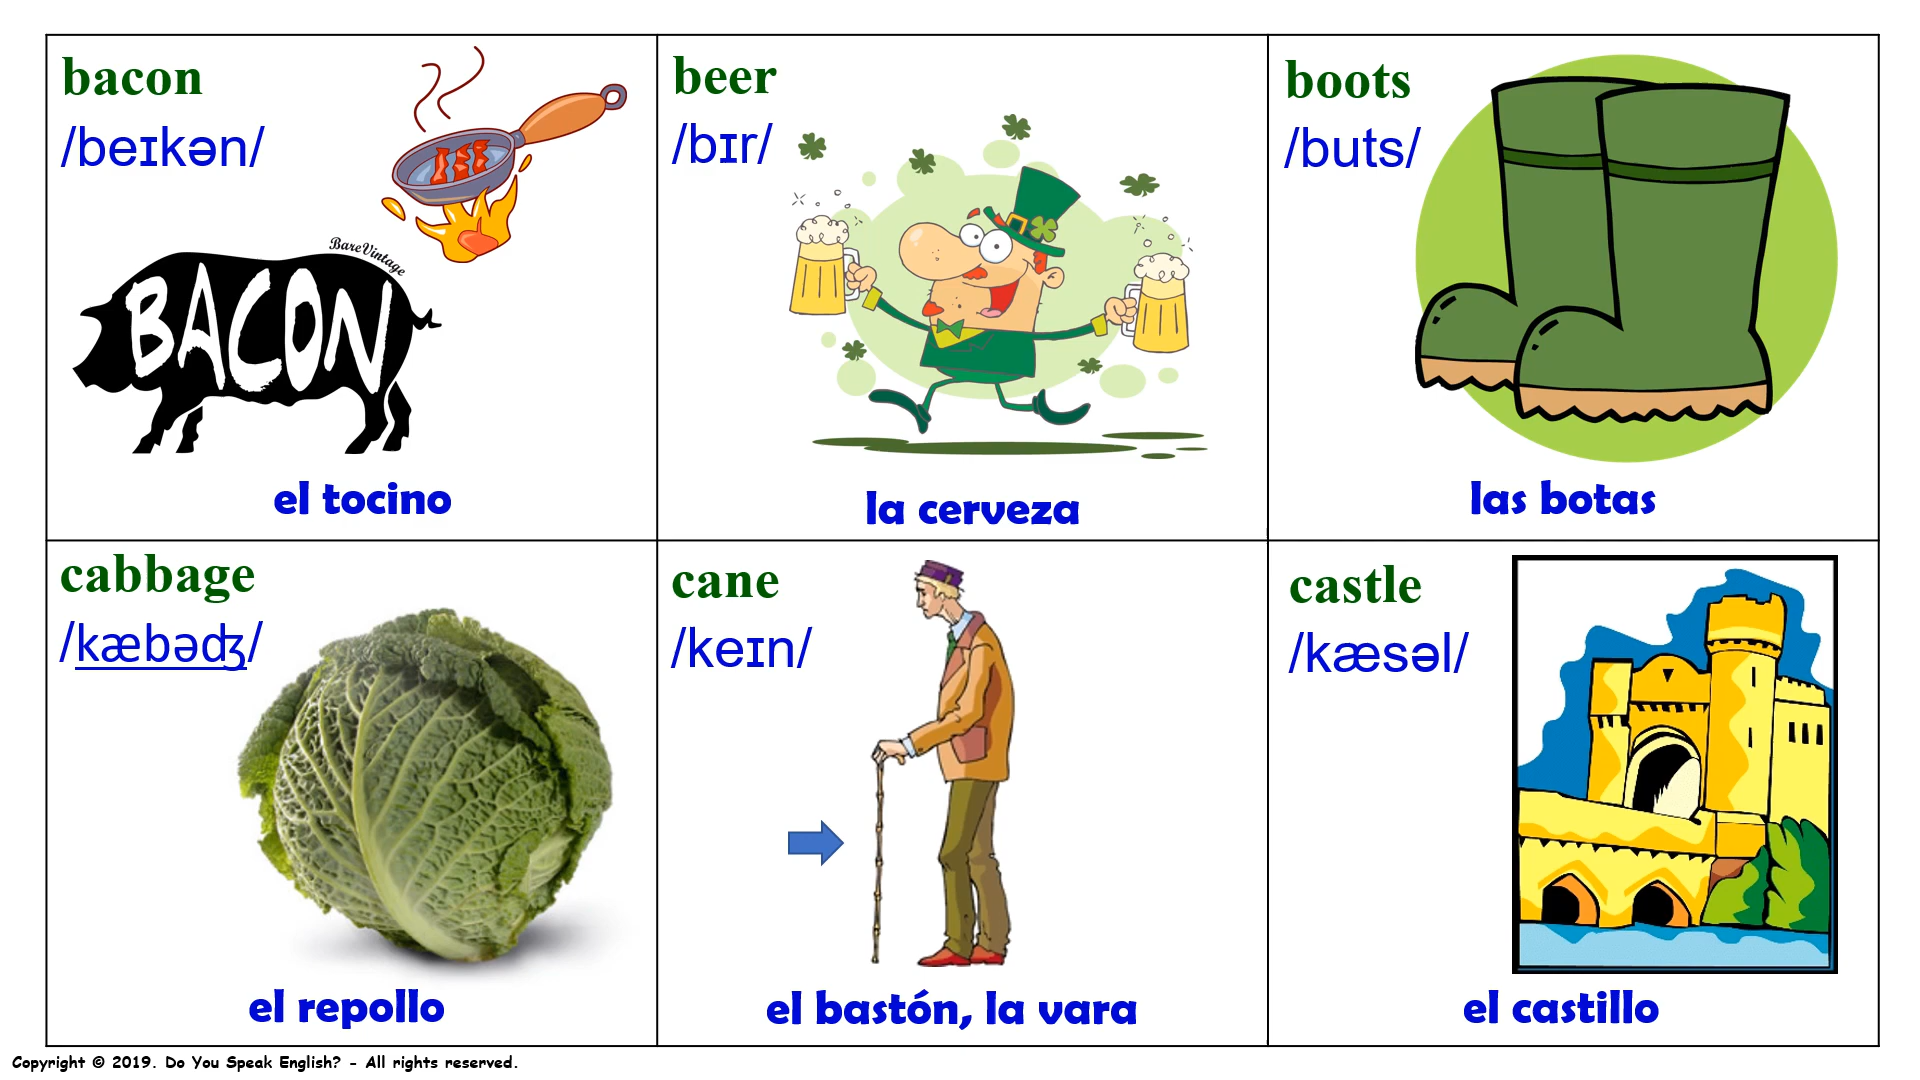 bacon
/beɪkən/
BareVintage
BACON
el tocino
beer
/bɪr/
la cerveza
boots
/buts/
las botas
cabbage
/kæbəʤ/
el repollo
cane
/keɪn/
el bastón, la vara
castle
/kæsəl/
el castillo
Copyright © 2019. Do You Speak English? - All rights reserved.